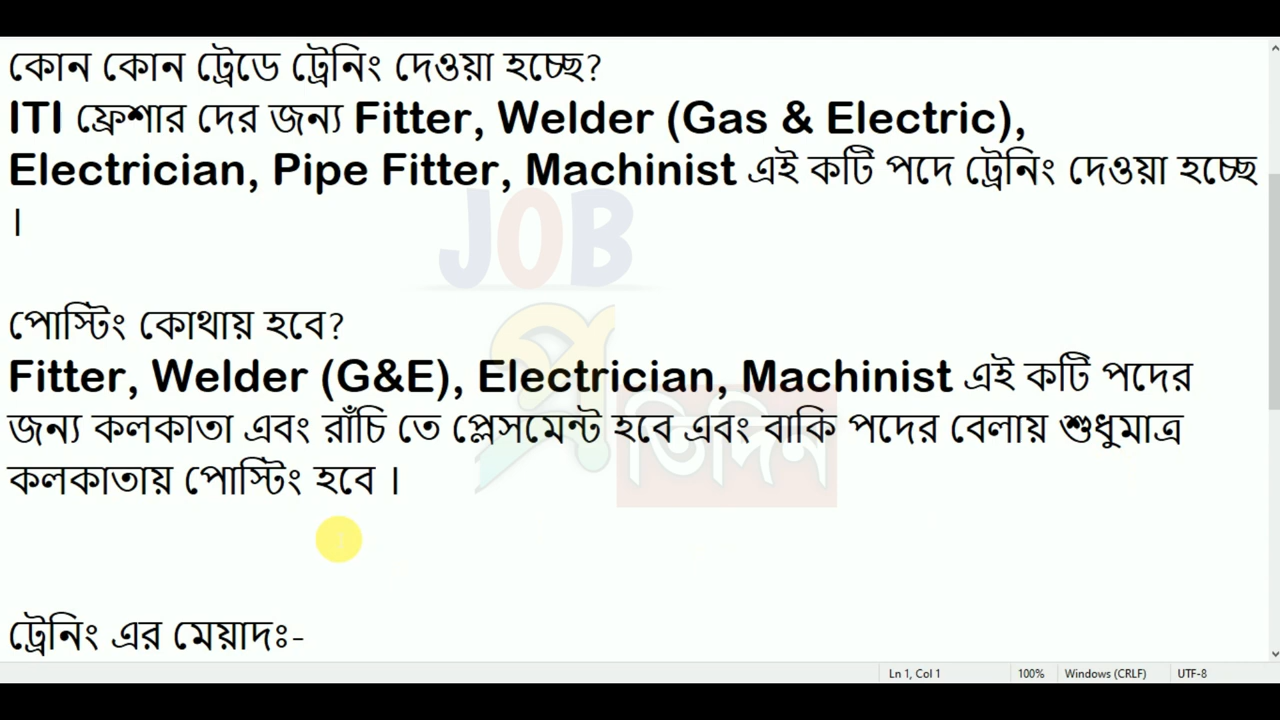 কোন কোন ট্রেডে ট্রেনিং দেওয়া হচ্ছে?
ITI ফ্রেশার দের জন্য Fitter, Welder (Gas & Electric),
Electrician, Pipe Fitter, Machinist এই কটি পদে ট্রেনিং দেওয়া হচ্ছে
।
JOB
পোস্টিং কোথায় হবে?
Fitter, Welder (G&E), Electrician, Machinist এই কটি পদের
জন্য কলকাতা এবং রাঁচি তে প্লেসমেন্ট হবে এবং বাকি পদের বেলায় শুধুমাত্র
প্রতিদিন
কলকাতায় পোস্টিং হবে ।
ট্রেনিং এর মেয়াদঃ-
Ln 1, Col 1 100% Windows (CRLF) UTF-8